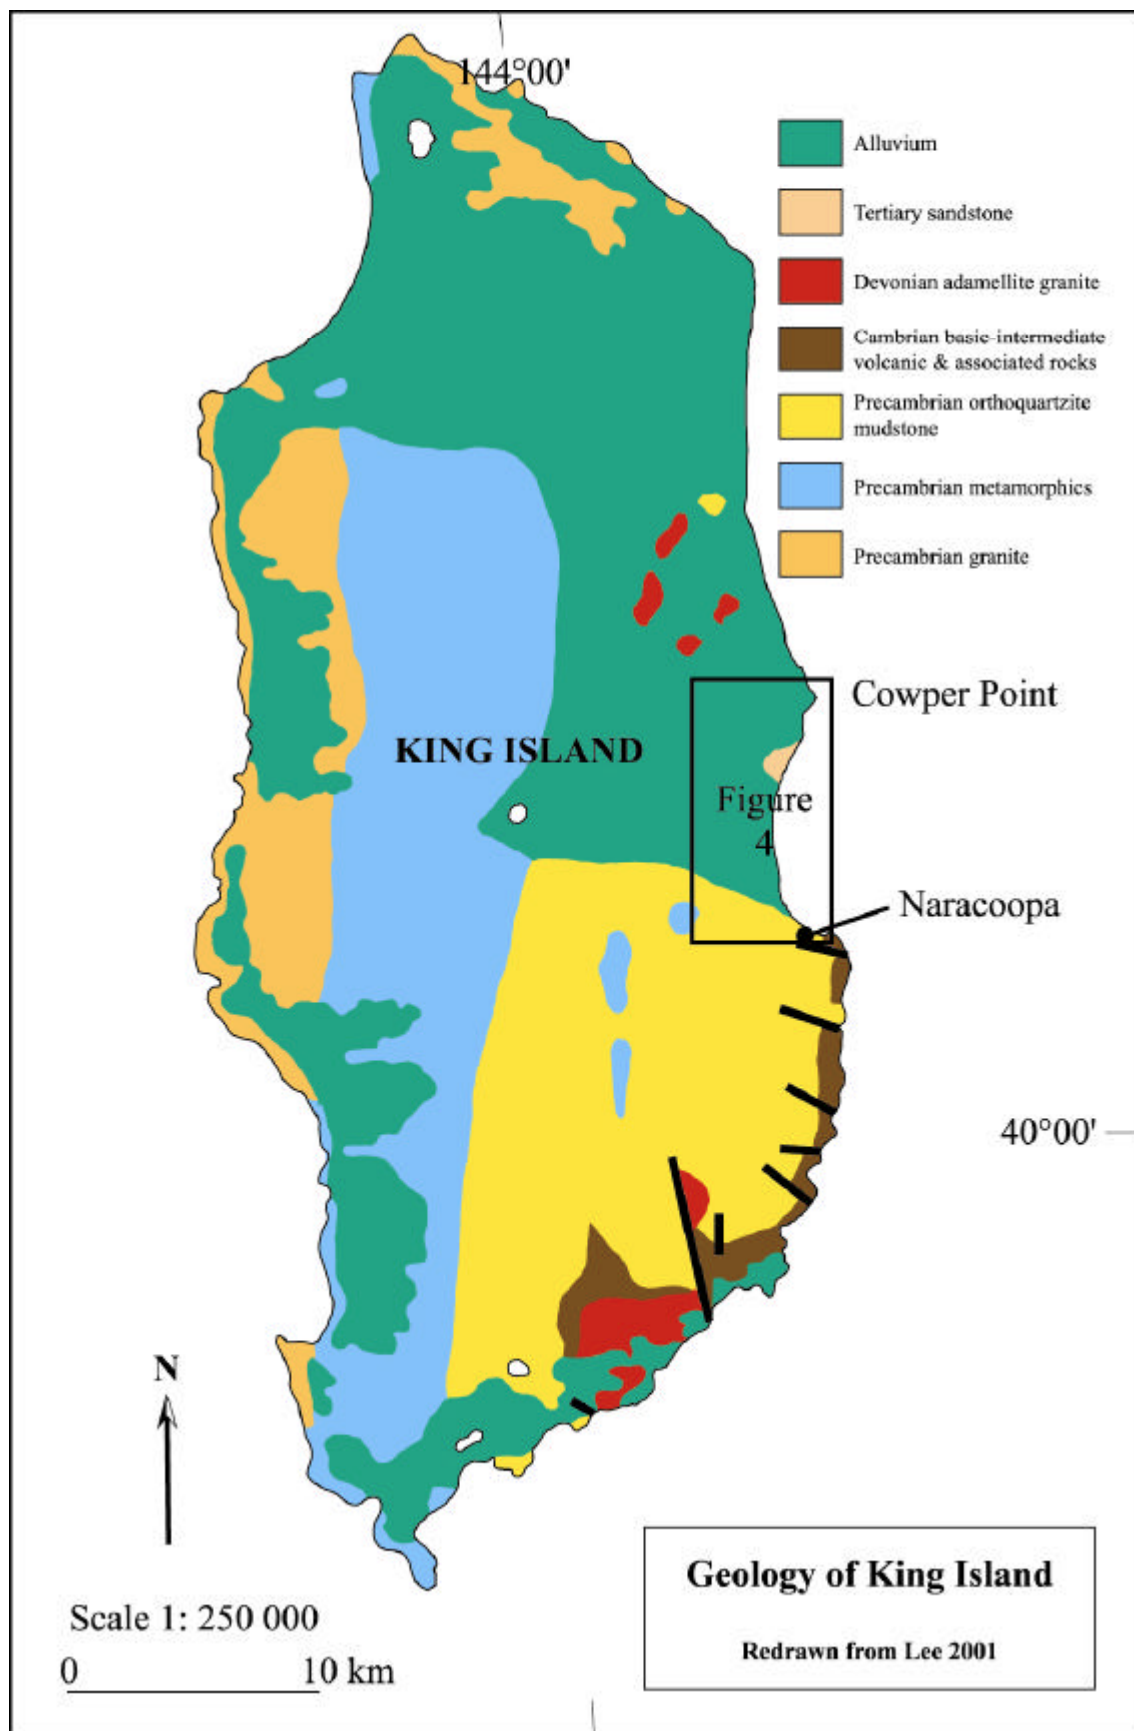 144°00'
Alluvium
Tertiary sandstone
Devonian adamellite granite
Cambrian basic-intermediate
volcanic & associated rocks
Precambrian orthoquartzite
mudstone
Precambrian metamorphics
Precambrian granite
Cowper Point
KING ISLAND
Figure
4
Naracoopa
40°00'
N
Scale 1: 250 000
0 10 km
Geology of King Island
Redrawn from Lee 2001